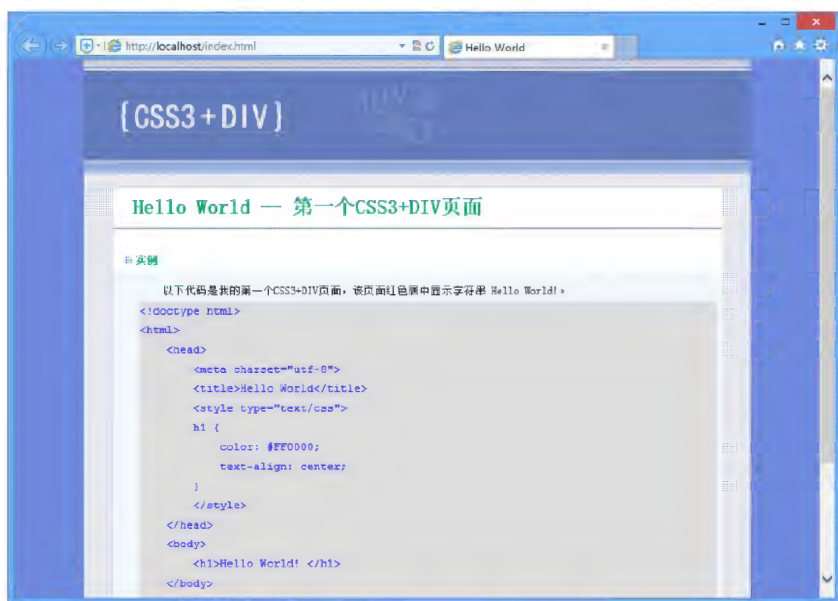 http://localhost/index.html
Hello World
{CSS3+DIV}
Hello World — 第一个CSS3+DIV页面
实例
以下代码是我的第一个CSS3+DIV页面，该页面红色居中显示字符串 Hello World!。
<!doctype html>
<html>
<head>
<meta charset="utf-8">
<title>Hello World</title>
<style type="text/css">
h1 {
color: #FF0000;
text-align: center;
}
</style>
</head>
<body>
<h1>Hello World! </h1>
</body>